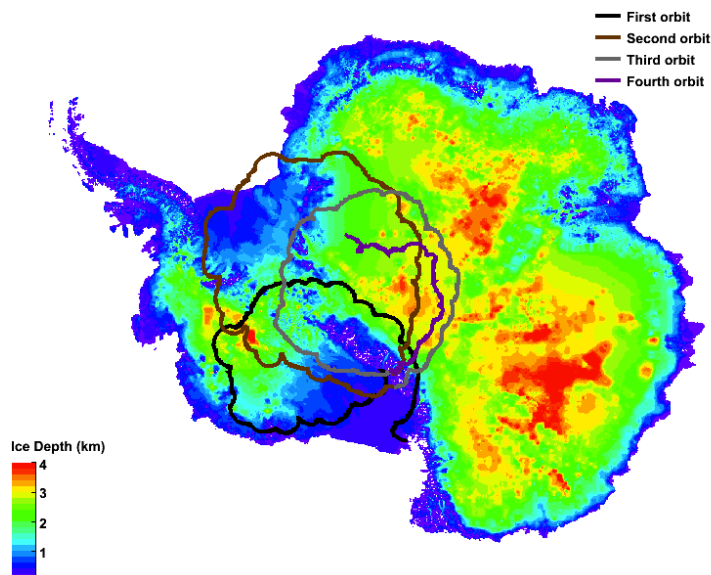 First orbit
Second orbit
Third orbit
Fourth orbit
Ice Depth (km)
4
3
2
1